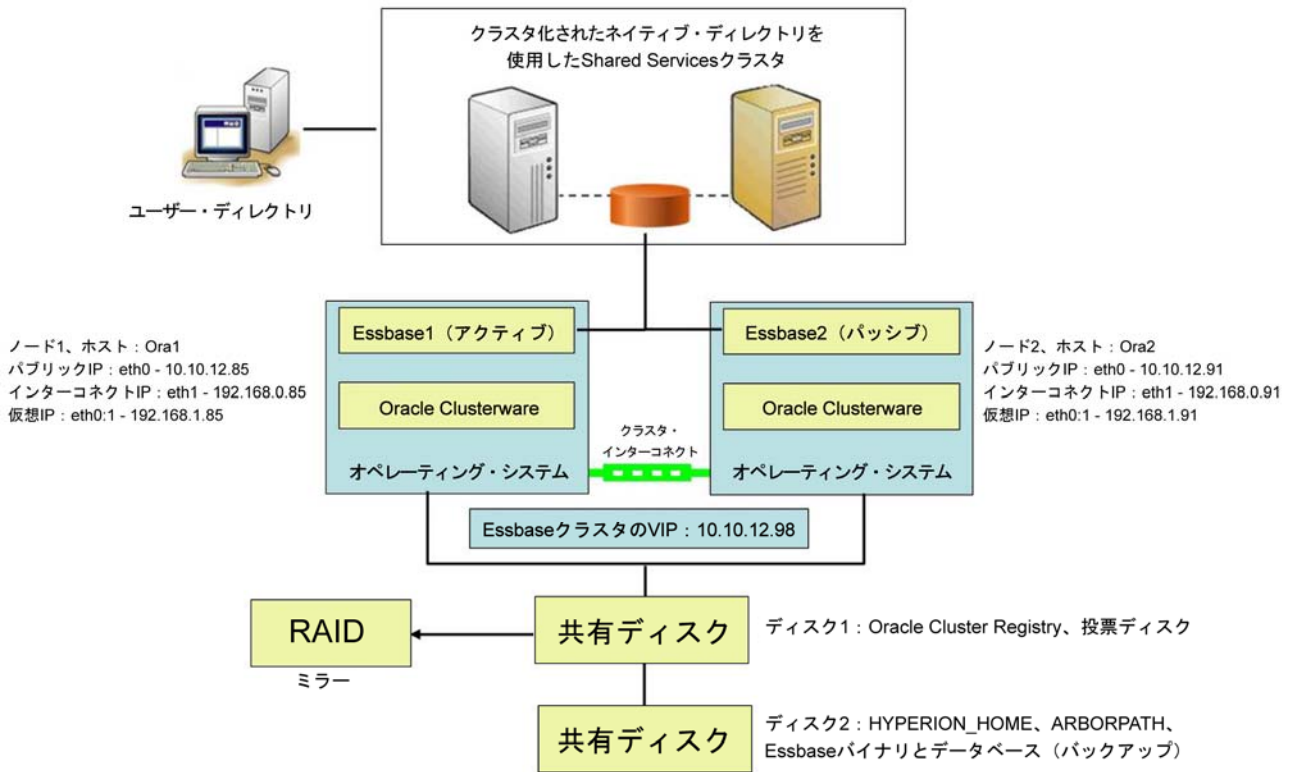 クラスタ化されたネイティブ・ディレクトリを
使用したShared Servicesクラスタ
ユーザー・ディレクトリ
Essbase1（アクティブ）
Oracle Clusterware
オペレーティング・システム
ノード1、ホスト：Ora1
パブリックIP：eth0 - 10.10.12.85
インターコネクトIP：eth1 - 192.168.0.85
仮想IP：eth0:1 - 192.168.1.85
クラスタ・
インターコネクト
Essbase2（パッシブ）
Oracle Clusterware
オペレーティング・システム
ノード2、ホスト：Ora2
パブリックIP：eth0 - 10.10.12.91
インターコネクトIP：eth1 - 192.168.0.91
仮想IP：eth0:1 - 192.168.1.91
EssbaseクラスタのVIP：10.10.12.98
RAID
ミラー
共有ディスク
ディスク1：Oracle Cluster Registry、投票ディスク
共有ディスク
ディスク2：HYPERION_HOME、ARBORPATH、
Essbaseバイナリとデータベース（バックアップ）